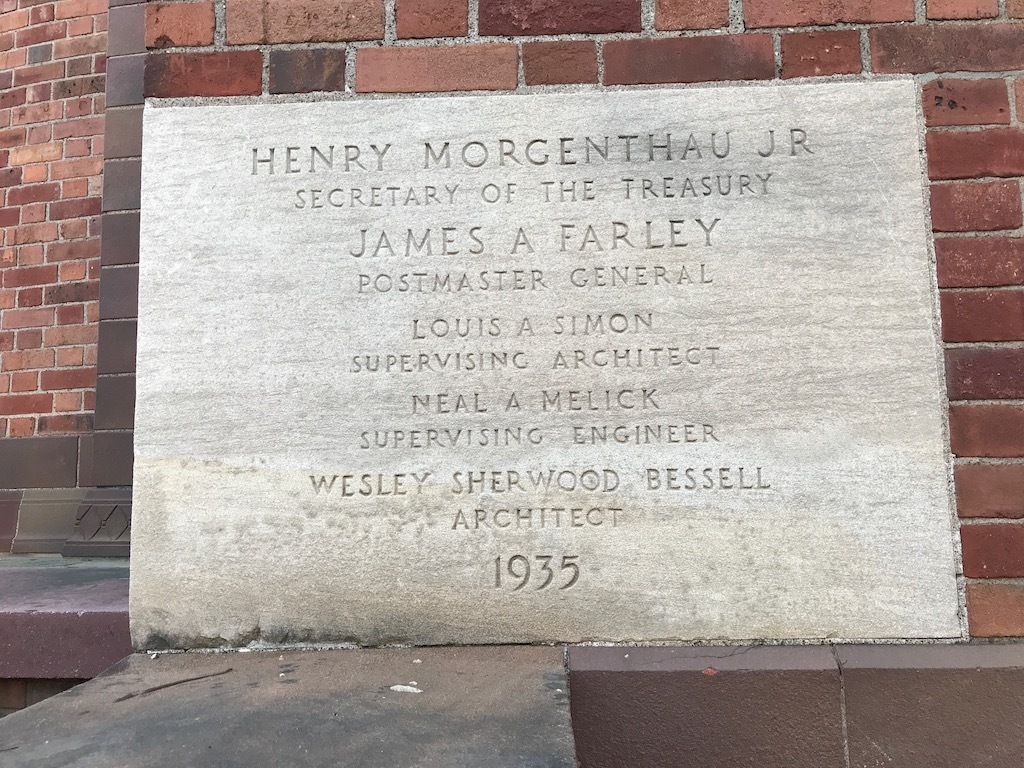 HENRY MORGENTHAU JR
SECRETARY OF THE TREASURY
JAMES A FARLEY
POSTMASTER GENERAL
LOUIS A SIMON
SUPERVISING ARCHITECT
NEAL A MELICK
SUPERVISING ENGINEER
WESLEY SHERWOOD BESSELL
ARCHITECT
1935